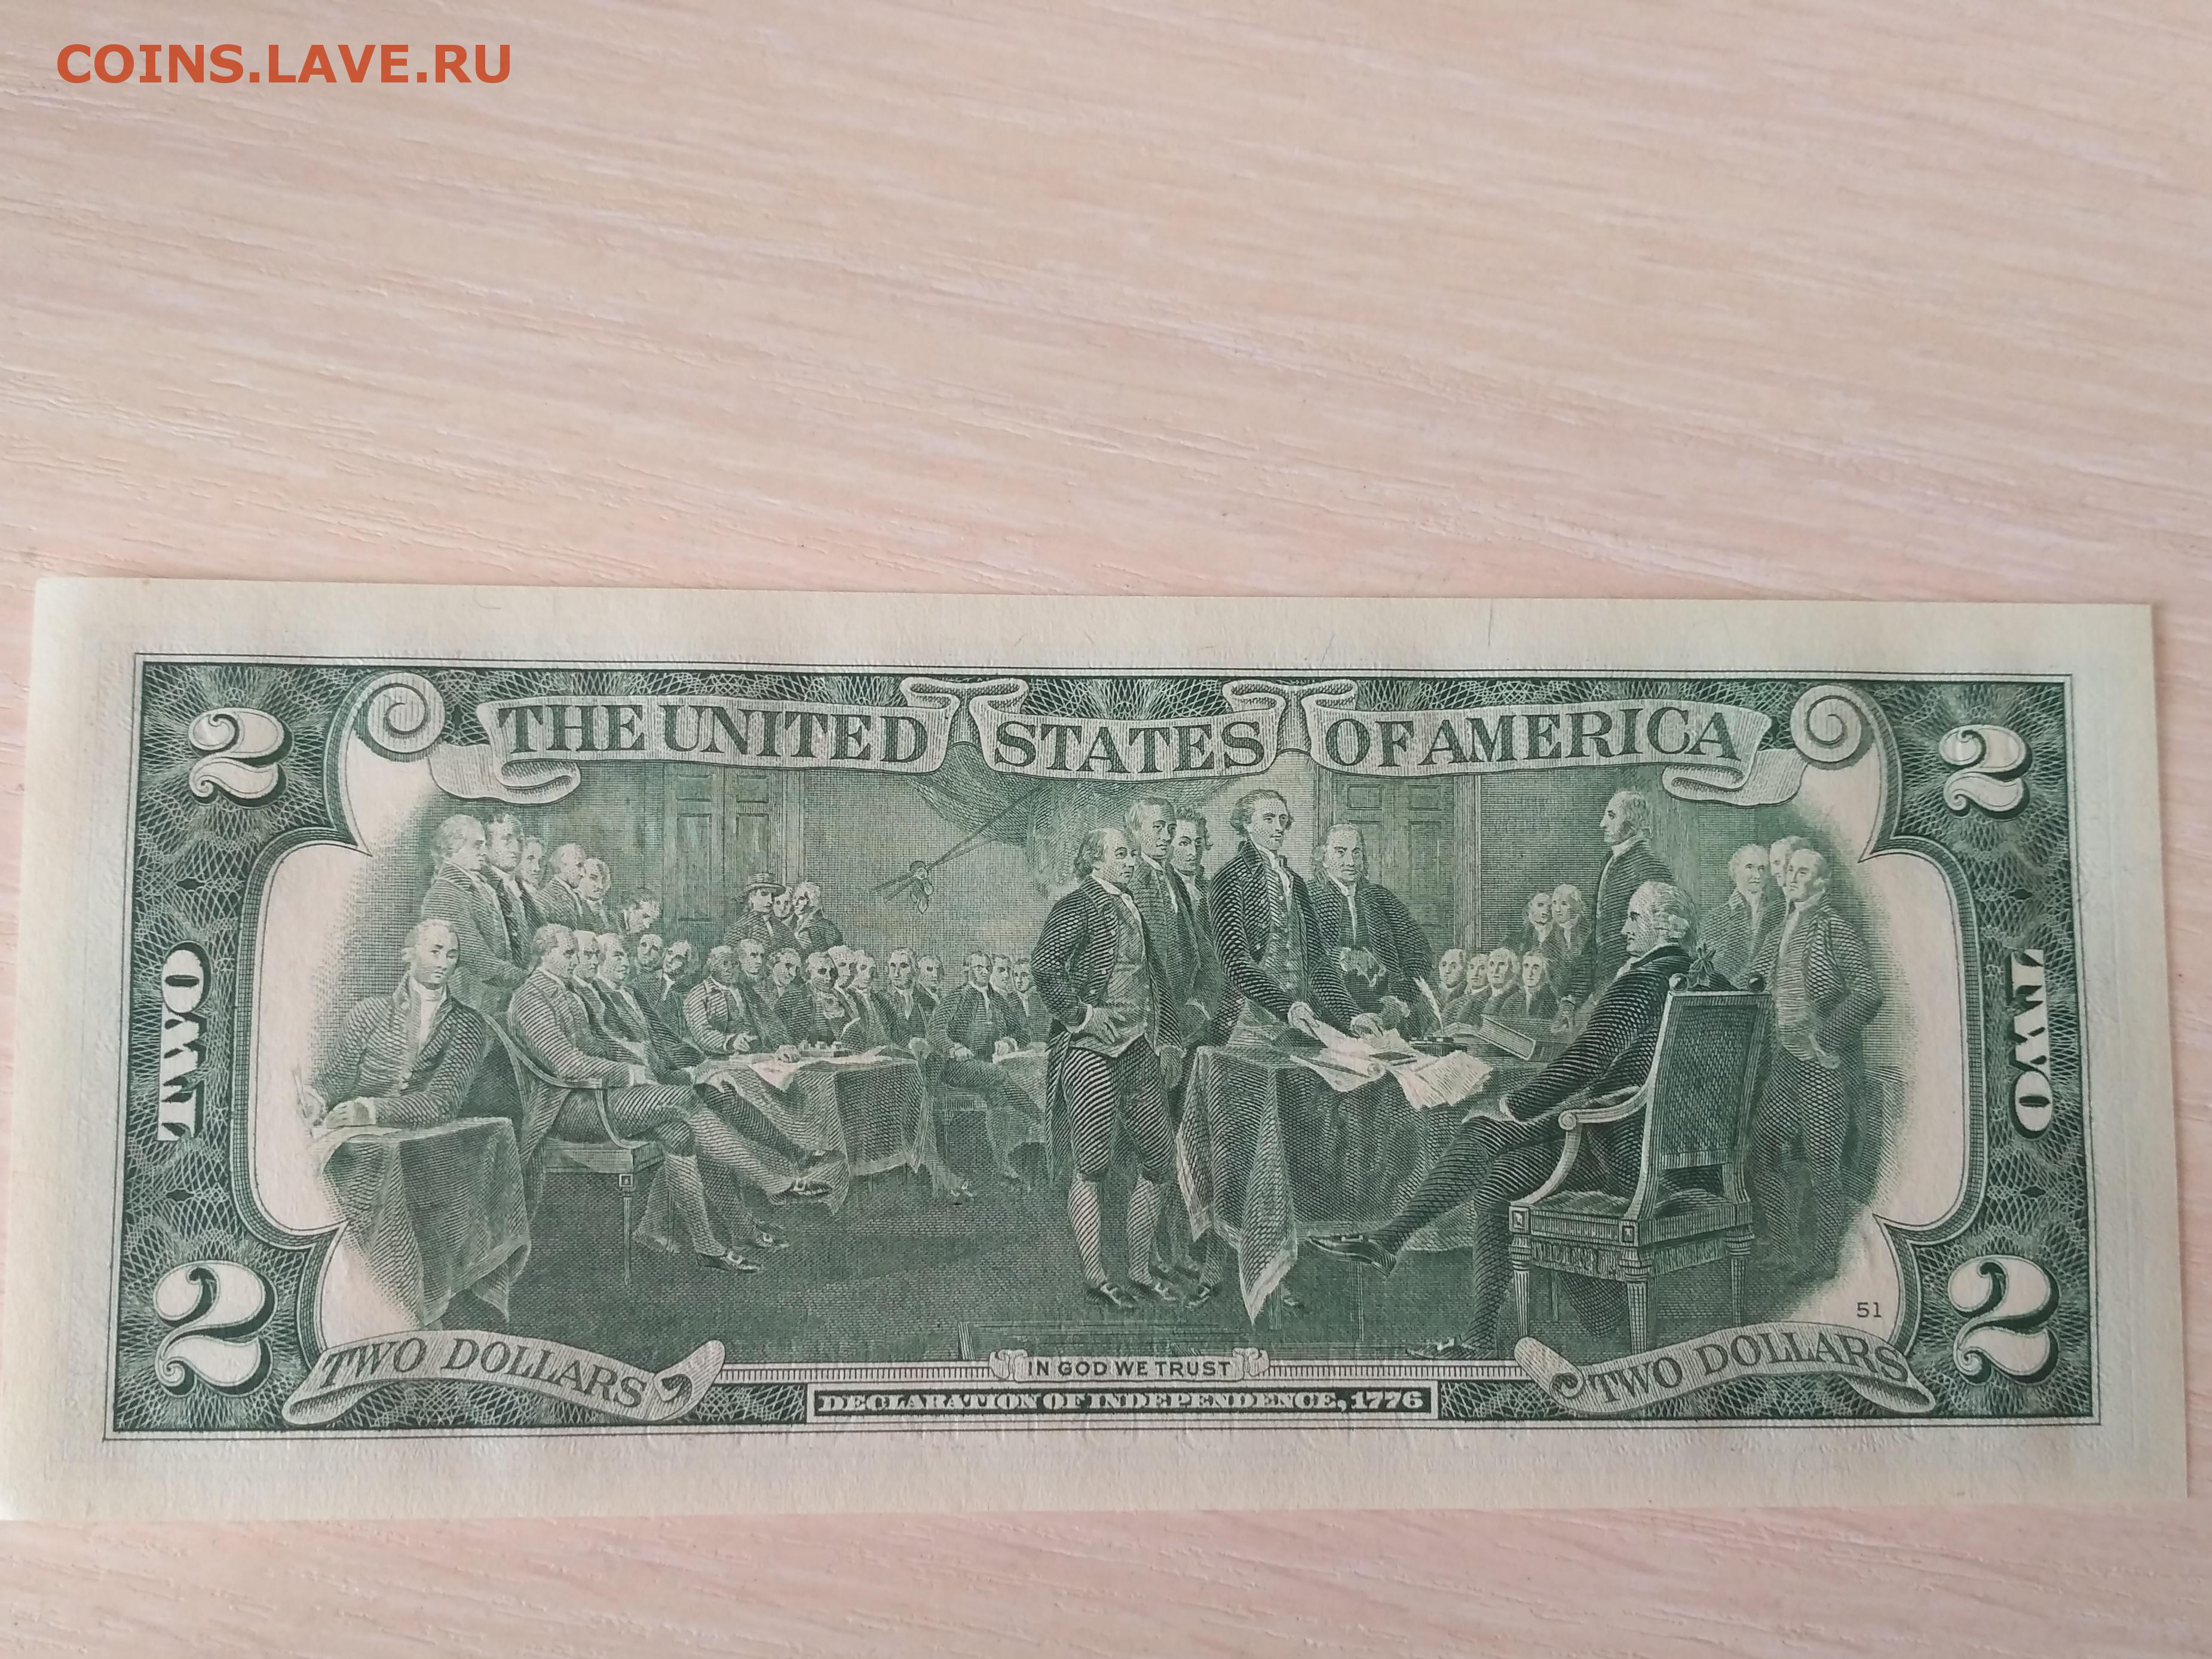 COINS.LAVE.RU
THE UNITED STATES OF AMERICA
2 2
TWO TWO
51
2 2
TWO DOLLARS IN GOD WE TRUST TWO DOLLARS
DECLARATION OF INDEPENDENCE, 1776